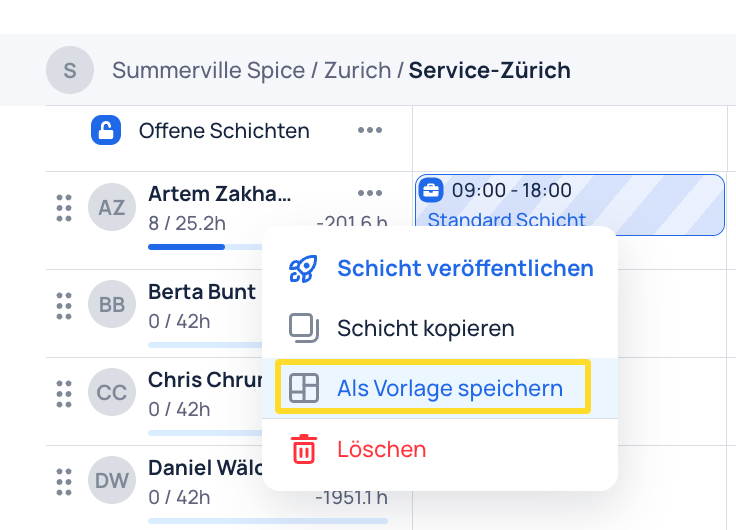 S Summerville Spice / Zurich / Service-Zürich
Offene Schichten
AZ Artem Zakha... 09:00 - 18:00
8 / 25.2h -201.6 h Standard Schicht
Schicht veröffentlichen
BB Berta Bunt
0 / 42h
Schicht kopieren
CC Chris
0 / 42h
Als Vorlage speichern
Löschen
DW Daniel
0 / 42h -1951.1 h